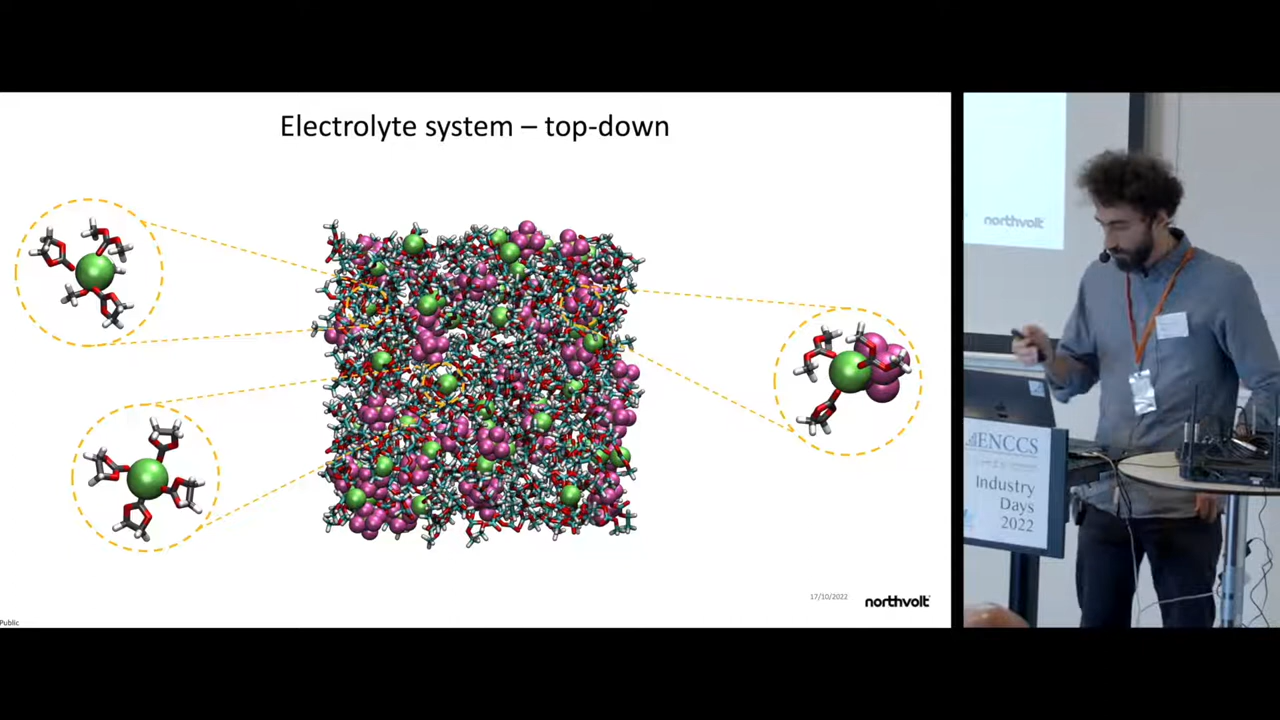 Electrolyte system – top-down
17/10/2022
northvolt
Public
northvolt
ENCCS
Industry
Days
2022